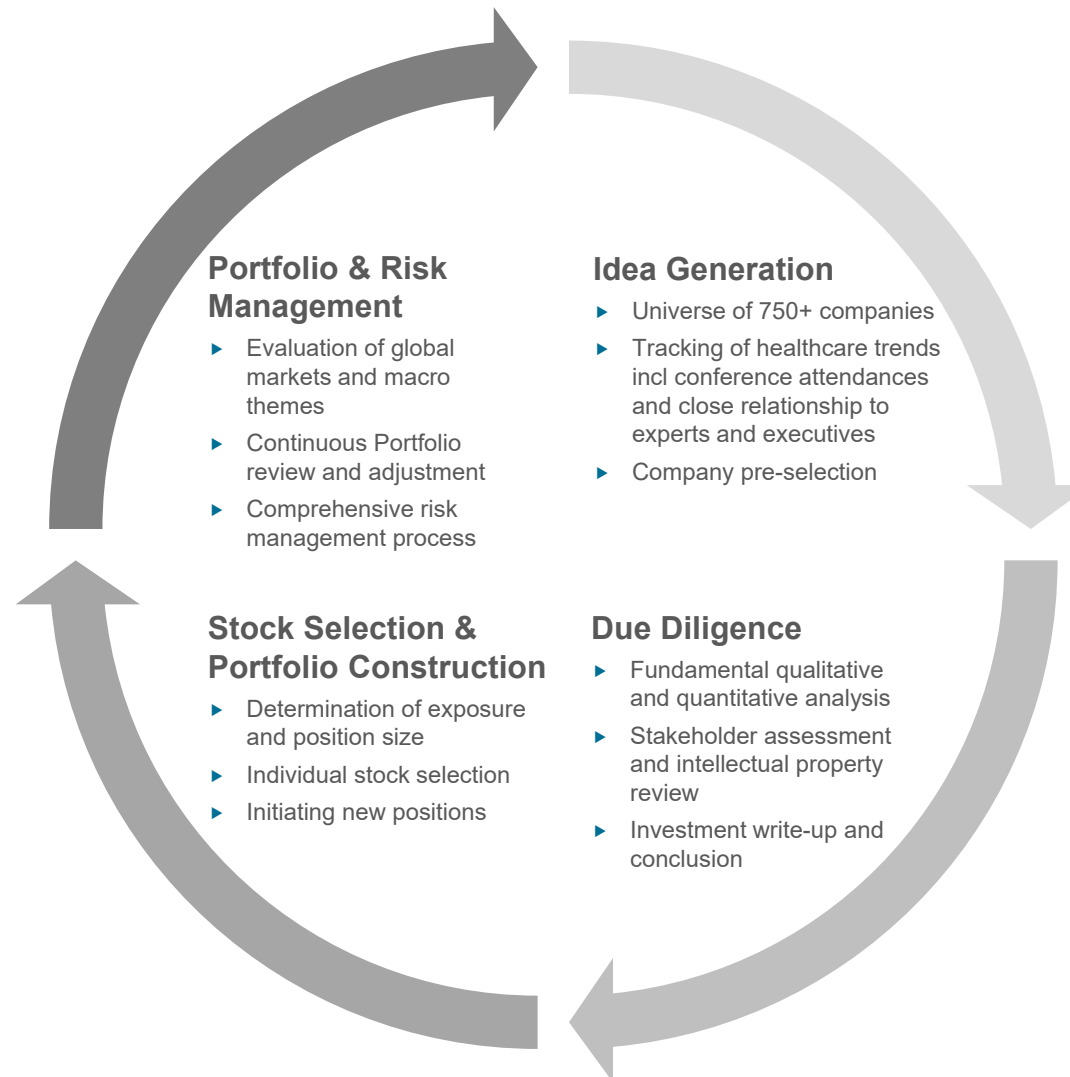 Portfolio & Risk
Management
Evaluation of global
markets and macro
themes
Continuous Portfolio
review and adjustment
Comprehensive risk
management process
Idea Generation
Universe of 750+ companies
Tracking of healthcare trends
incl conference attendances
and close relationship to
experts and executives
Company pre-selection
Stock Selection &
Portfolio Construction
Determination of exposure
and position size
Individual stock selection
Initiating new positions
Due Diligence
Fundamental qualitative
and quantitative analysis
Stakeholder assessment
and intellectual property
review
Investment write-up and
conclusion